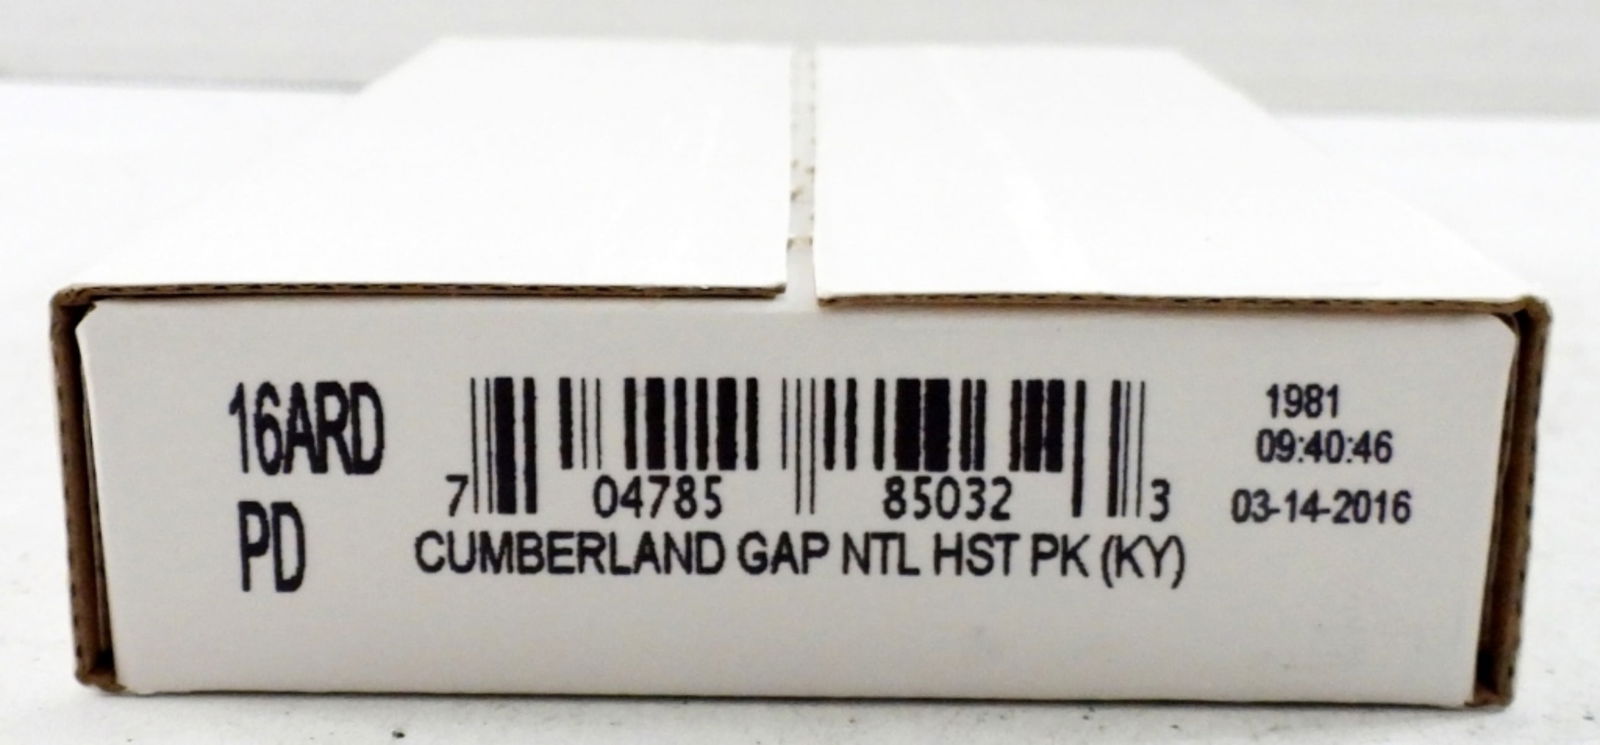 16ARD
PD
7 04785 85032 3
CUMBERLAND GAP NTL HST PK (KY)
1981
09:40:46
03-14-2016